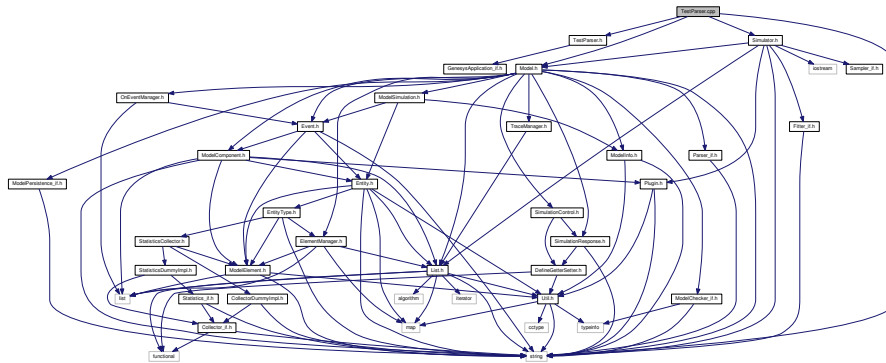 TestParser.cpp
TestParser.h
Simulator.h
GenesysApplication_if.h
Model.h
iostream
Sampler_if.h
OnEventManager.h
ModelSimulation.h
Event.h
TraceManager.h
Fitter_if.h
ModelComponent.h
ModelInfo.h
Parser_if.h
ModelPersistence_if.h
Entity.h
Plugin.h
EntityType.h
SimulationControl.h
StatisticsCollector.h
ElementManager.h
SimulationResponse.h
StatisticsDummyImpl.h
ModelElement.h
List.h
DefineGetterSetter.h
list
Statistics_if.h
CollectorDummyImpl.h
algorithm
iterator
Util.h
ModelChecker_if.h
Collector_if.h
map
cctype
typeinfo
functional
string